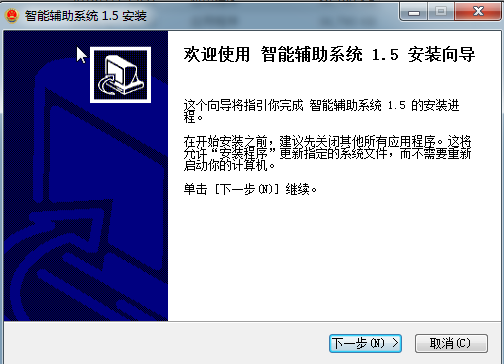 智能辅助系统 1.5 安装
欢迎使用 智能辅助系统 1.5 安装向导
这个向导将指引你完成 智能辅助系统 1.5 的安装进
程。
在开始安装之前，建议先关闭其他所有应用程序。这将
允许“安装程序”更新指定的系统文件，而不需要重新
启动你的计算机。
单击 [下一步(N)] 继续。
下一步(N) >
取消(C)